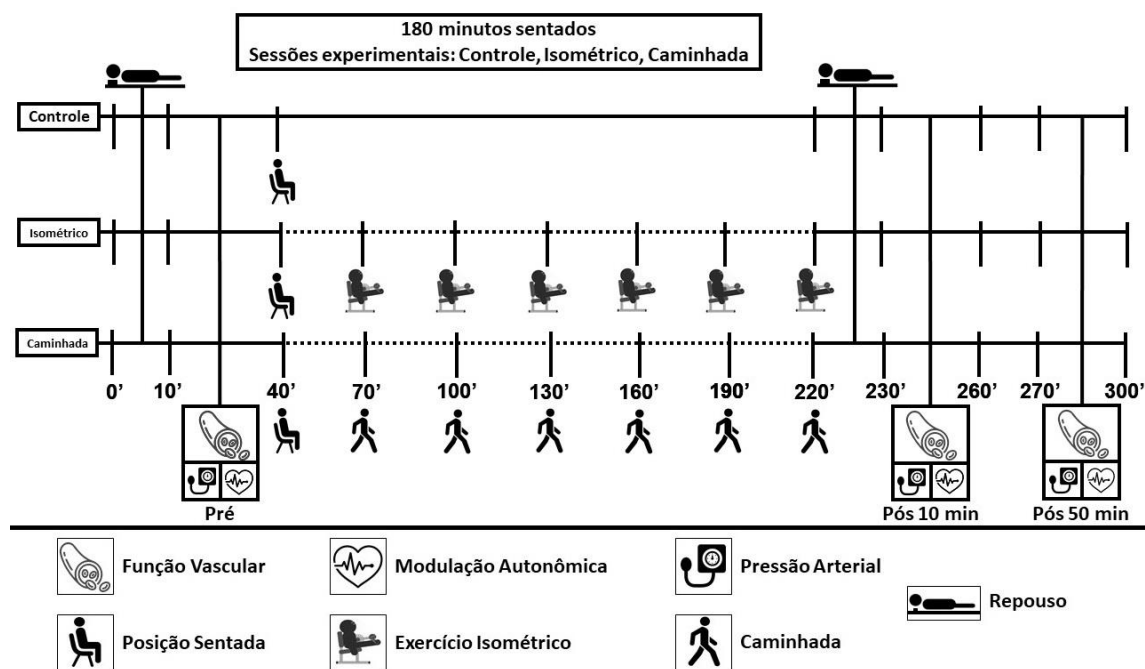 180 minutos sentados
Sessões experimentais: Controle, Isométrico, Caminhada
Controle
Isométrico
Caminhada
0' 10' 40' 70' 100' 130' 160' 190' 220' 230' 260' 270' 300'
Pré Pós 10 min Pós 50 min
Função Vascular Modulação Autonômica Pressão Arterial Repouso
Posição Sentada Exercício Isométrico Caminhada